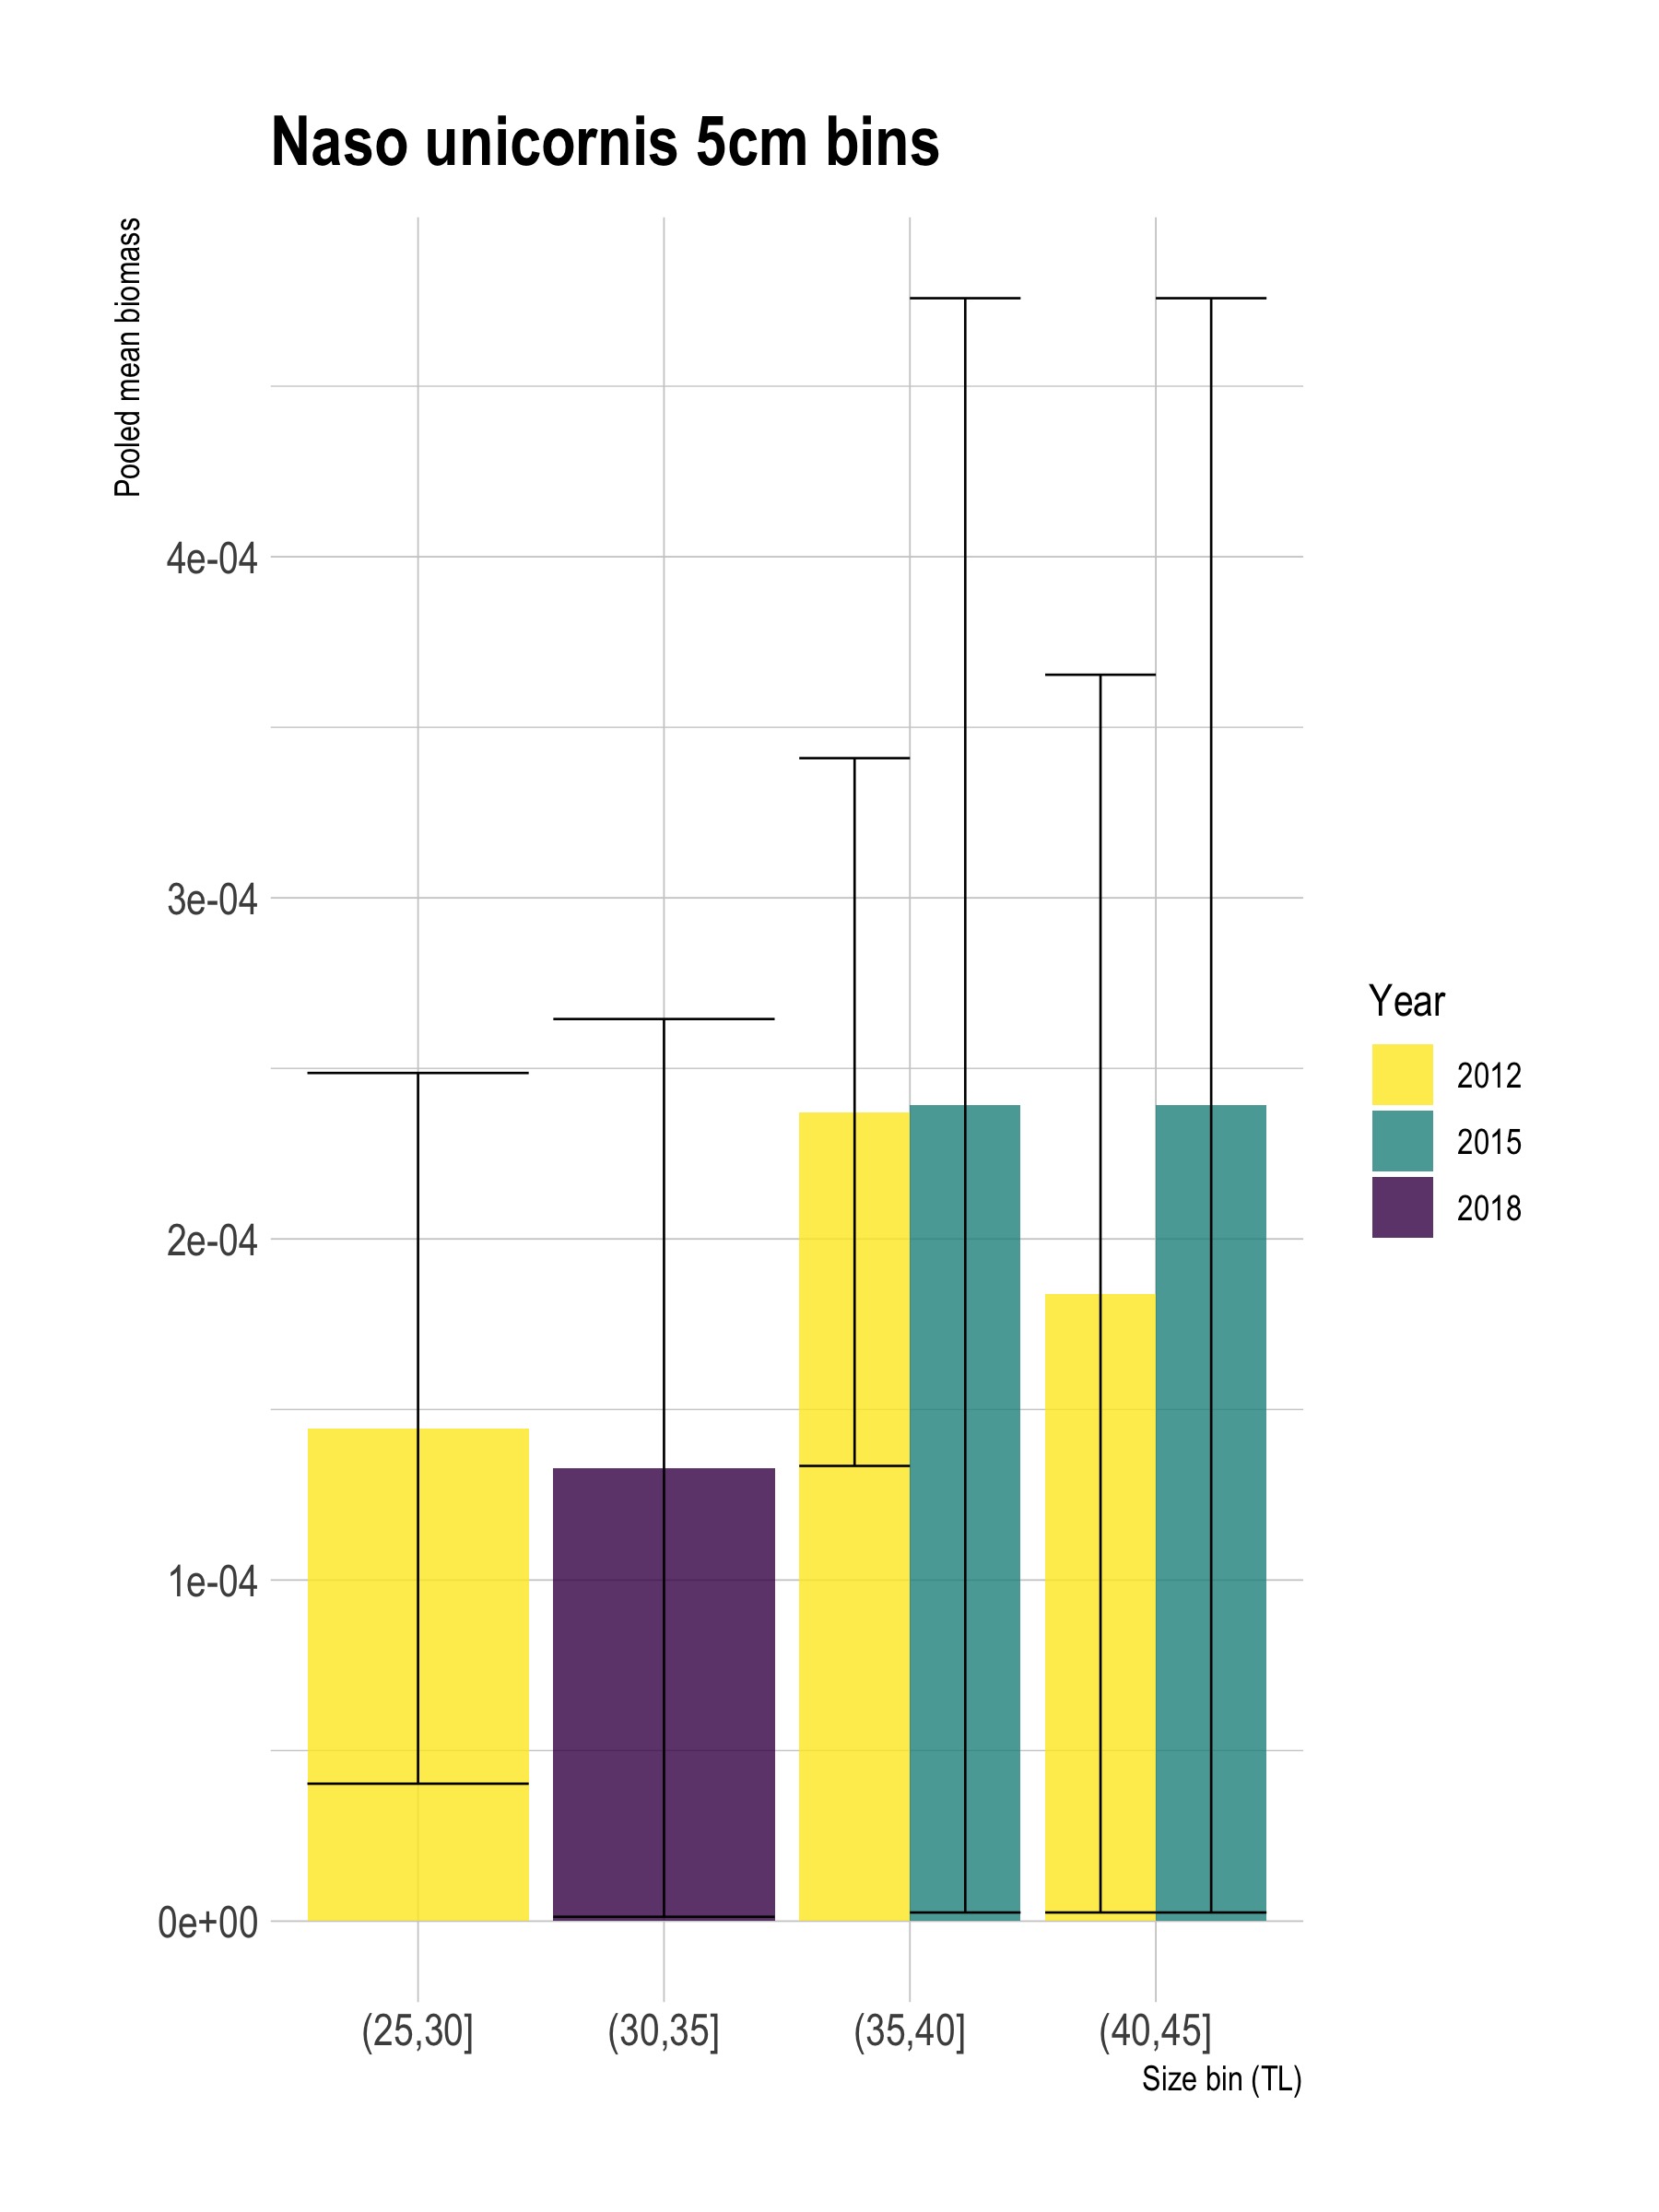 Naso unicornis 5cm bins
Pooled mean biomass
4e-04
3e-04
2e-04
1e-04
0e+00
(25,30]
(30,35]
(35,40]
(40,45]
Size bin (TL)
Year
2012
2015
2018